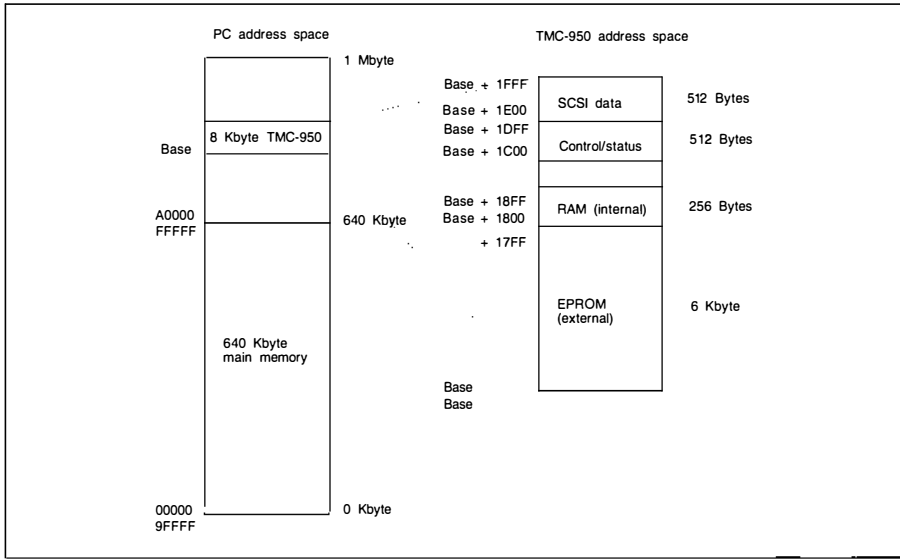 PC address space
1 Mbyte
8 Kbyte TMC-950
Base
A0000
FFFFF
640 Kbyte
640 Kbyte
main memory
00000
9FFFF
0 Kbyte
TMC-950 address space
Base + 1FFF
Base + 1E00
SCSI data
512 Bytes
Base + 1DFF
Base + 1C00
Control/status
512 Bytes
Base + 18FF
Base + 1800
RAM (internal)
256 Bytes
+ 17FF
EPROM
(external)
6 Kbyte
Base
Base